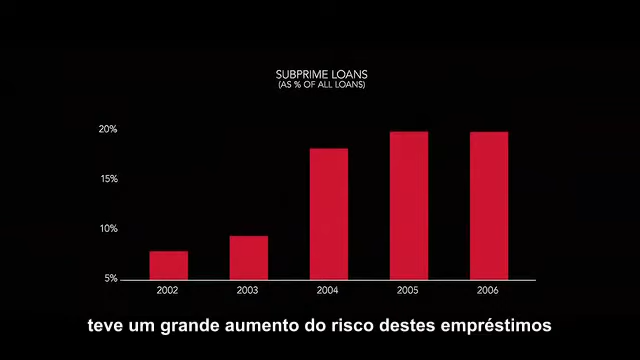 SUBPRIME LOANS
(AS % OF ALL LOANS)
20%
15%
10%
5%
2002 2003 2004 2005 2006
teve um grande aumento do risco destes empréstimos